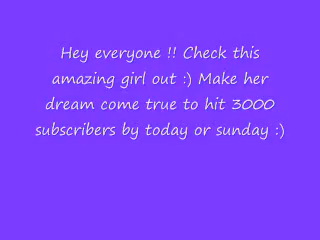 Hey everyone !! Check this
amazing girl out :) Make her
dream come true to hit 3000
subscribers by today or sunday :)